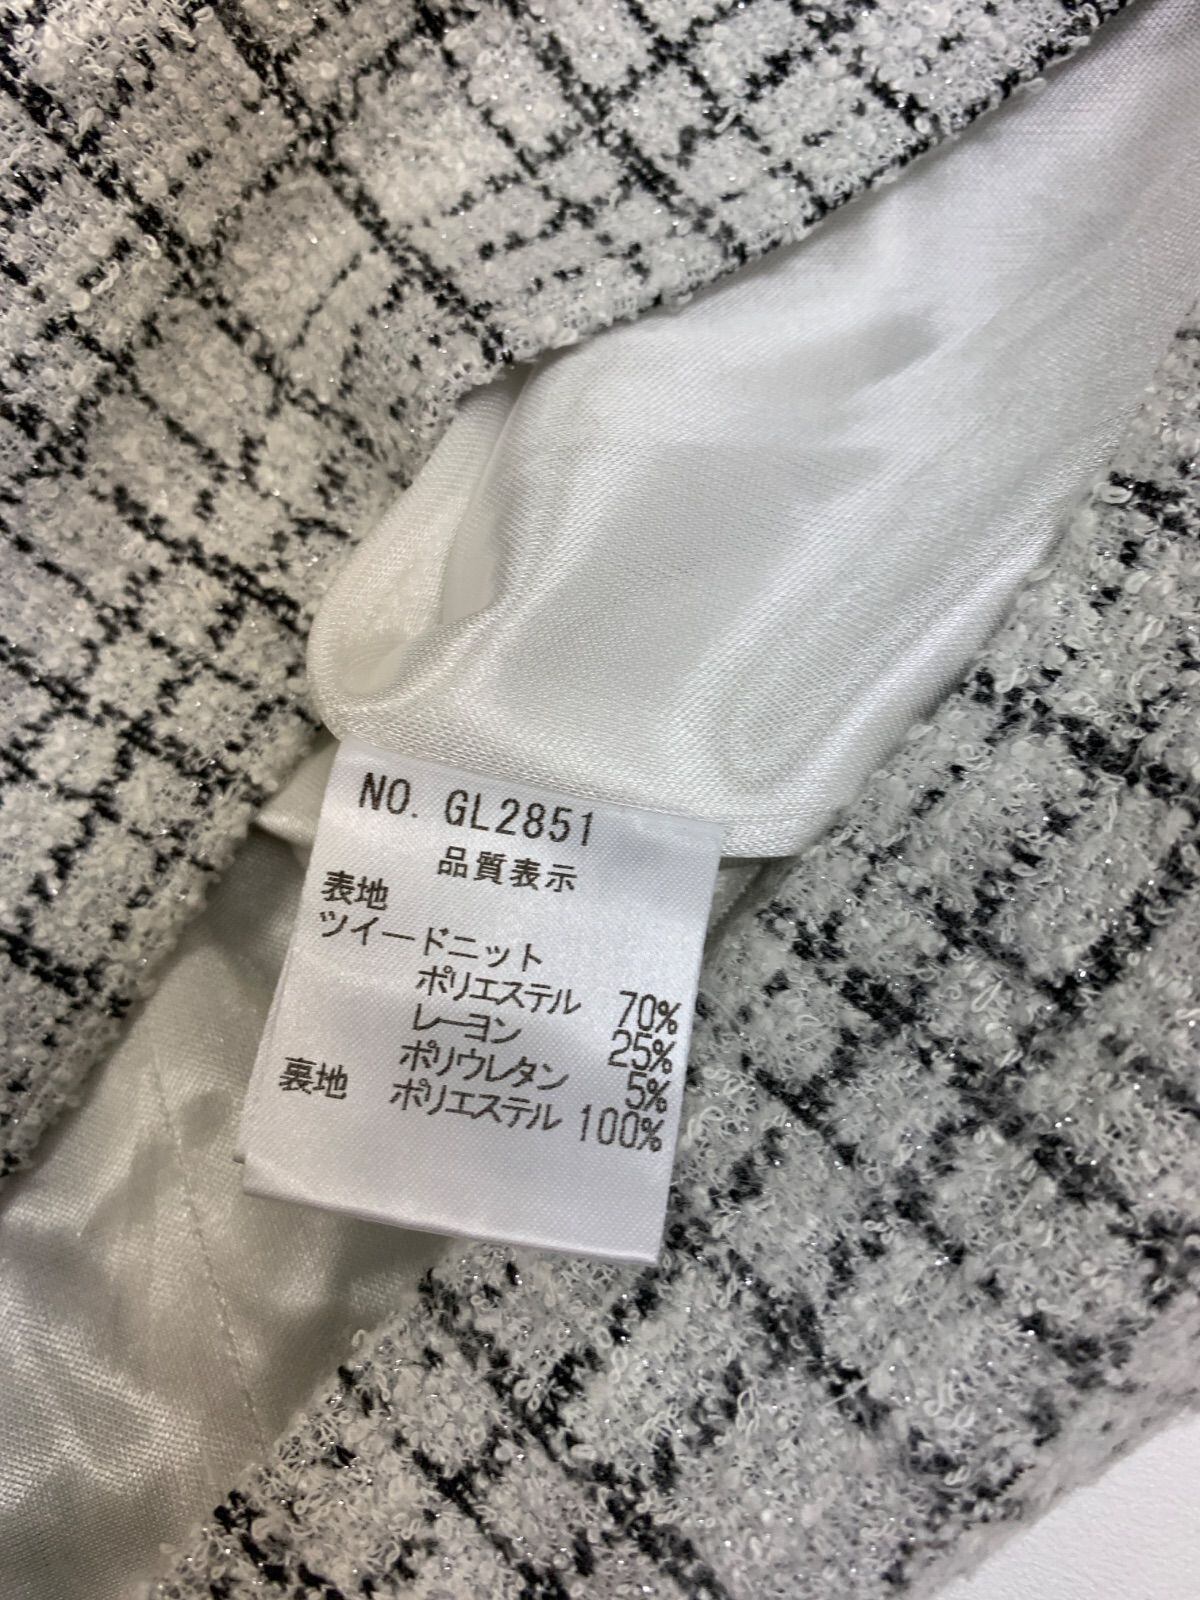 NO. GL2851
品質表示
表地
ツイードニット
ポリエステル 70%
レーヨン 25%
ポリウレタン 5%
裏地 ポリエステル 100%